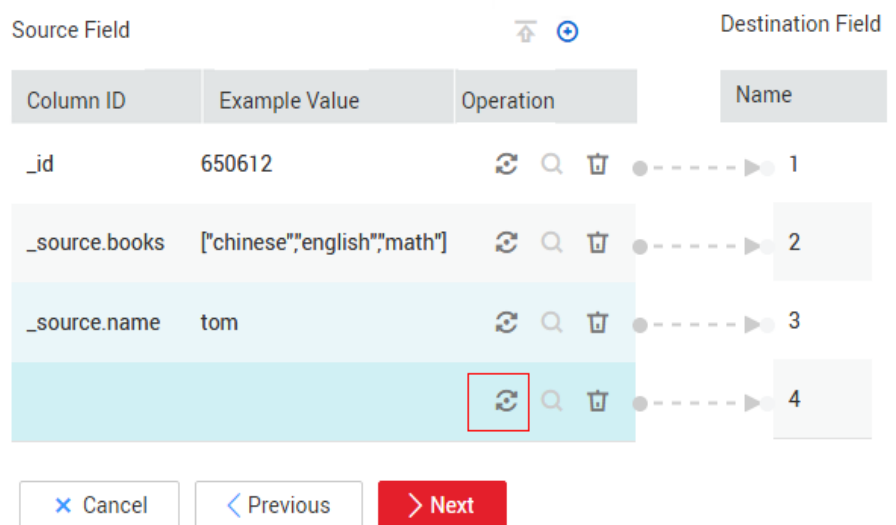 Source Field
Destination Field
Column ID Example Value Operation Name
_id 650612 1
_source.books ["chinese","english","math"] 2
_source.name tom 3
4
Cancel Previous Next